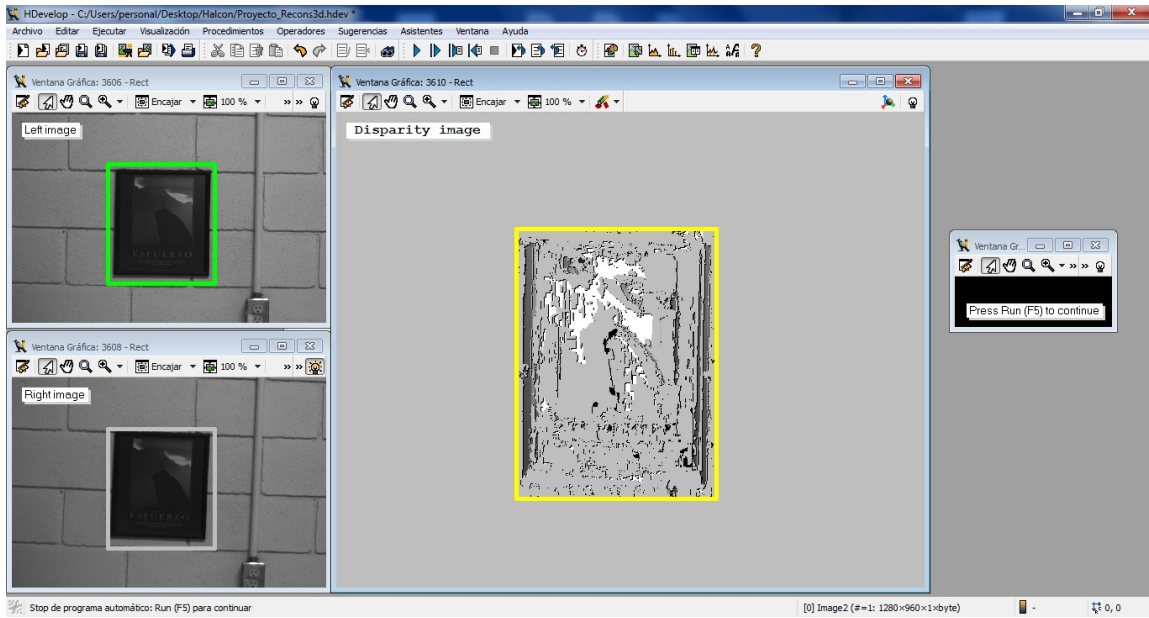 HDevelop - C:/Users/personal/Desktop/Halcon/Proyecto_Recons3d.hdev *
Archivo Editar Ejecutar Visualización Procedimientos Operadores Sugerencias Asistentes Ventana Ayuda
Ventana Gráfica: 3606 - Rect
Encajar 100 %
Left image
ESFUERZO
Ventana Gráfica: 3610 - Rect
Encajar 100 %
Disparity image
Ventana Gr...
Press Run (F5) to continue
Ventana Gráfica: 3608 - Rect
Encajar 100 %
Right image
ESFUERZO
Stop de programa automático: Run (F5) para continuar
[0] Image2 (#=1: 1280×960×1×byte)
-
0, 0